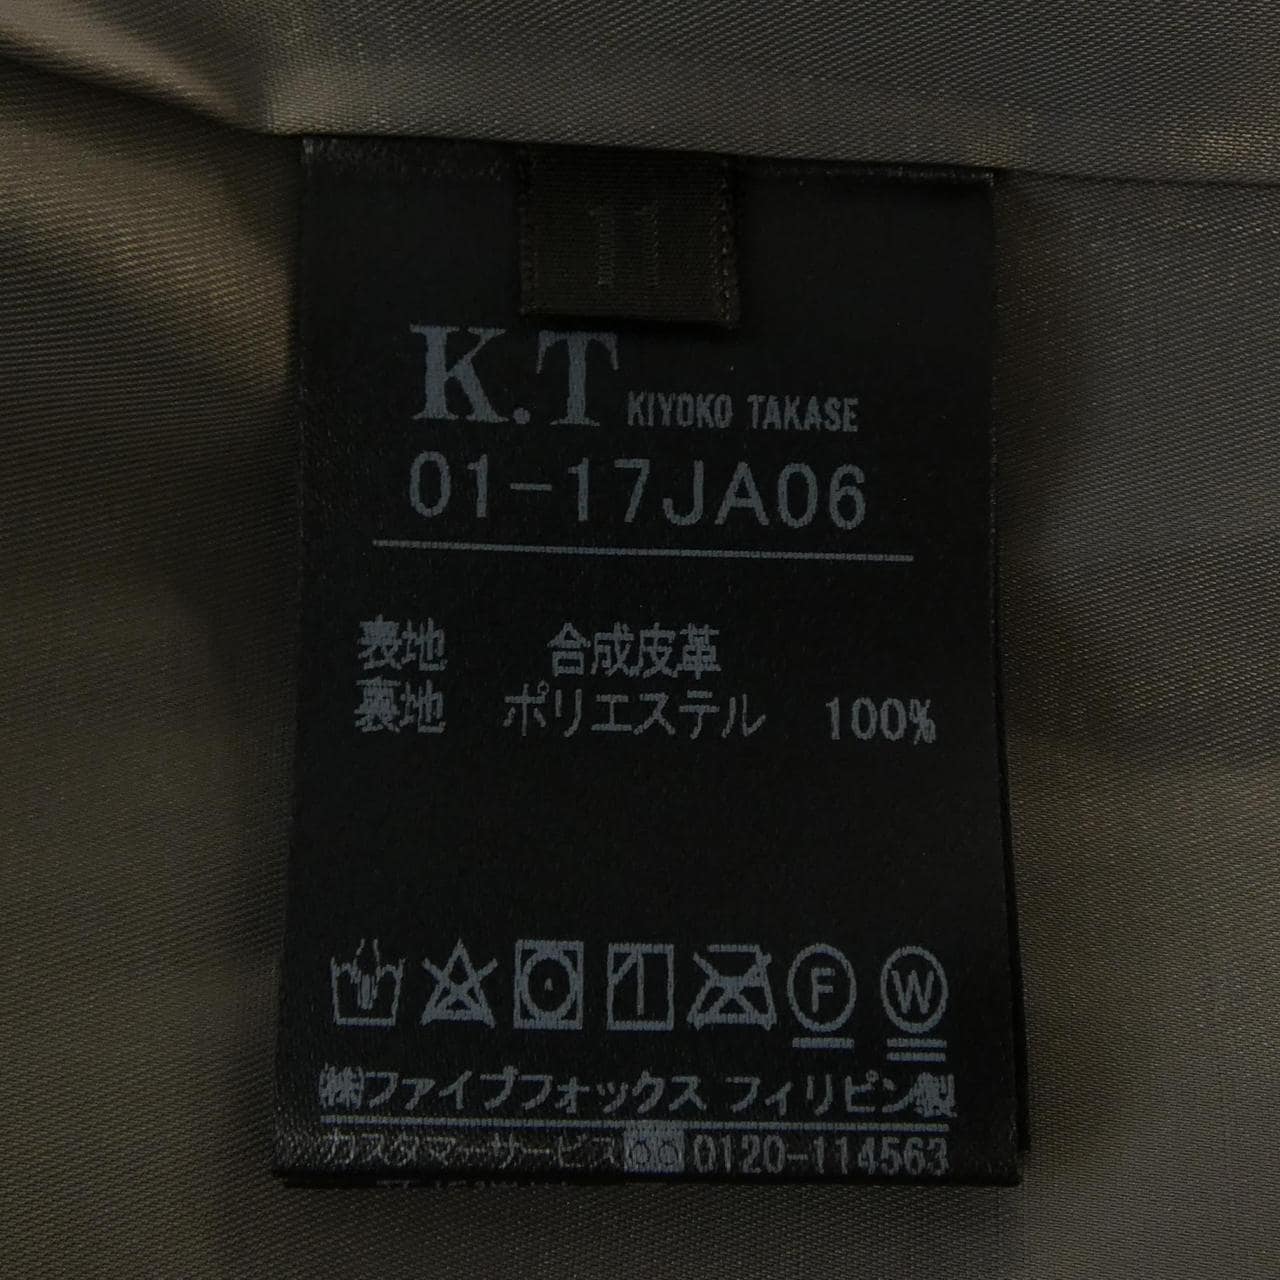 11
K.T KIYOKO TAKASE
01-17JA06
表地 合成皮革
裏地 ポリエステル 100%
F W
㈱ファイブフォックス フィリピン製
カスタマーサービス 0120-114563